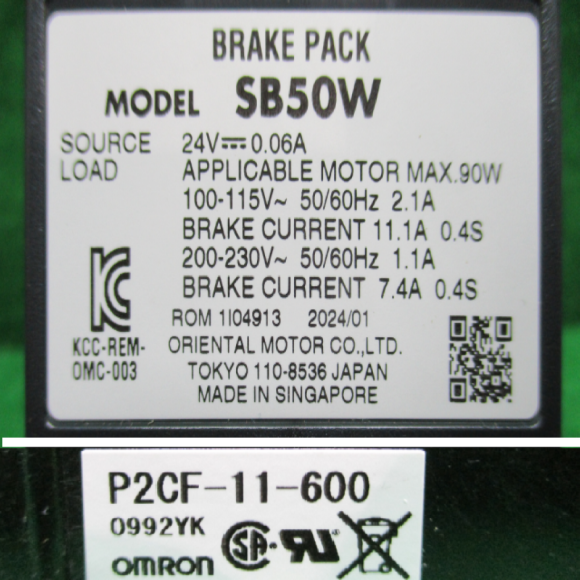 BRAKE PACK
MODEL SB50W
SOURCE 24V⎓0.06A
LOAD APPLICABLE MOTOR MAX.90W
100-115V~ 50/60Hz 2.1A
BRAKE CURRENT 11.1A 0.4S
200-230V~ 50/60Hz 1.1A
BRAKE CURRENT 7.4A 0.4S
ROM 1I04913 2024/01
KCC-REM-OMC-003
ORIENTAL MOTOR CO.,LTD.
TOKYO 110-8536 JAPAN
MADE IN SINGAPORE
P2CF-11-600
0992YK
OMRON